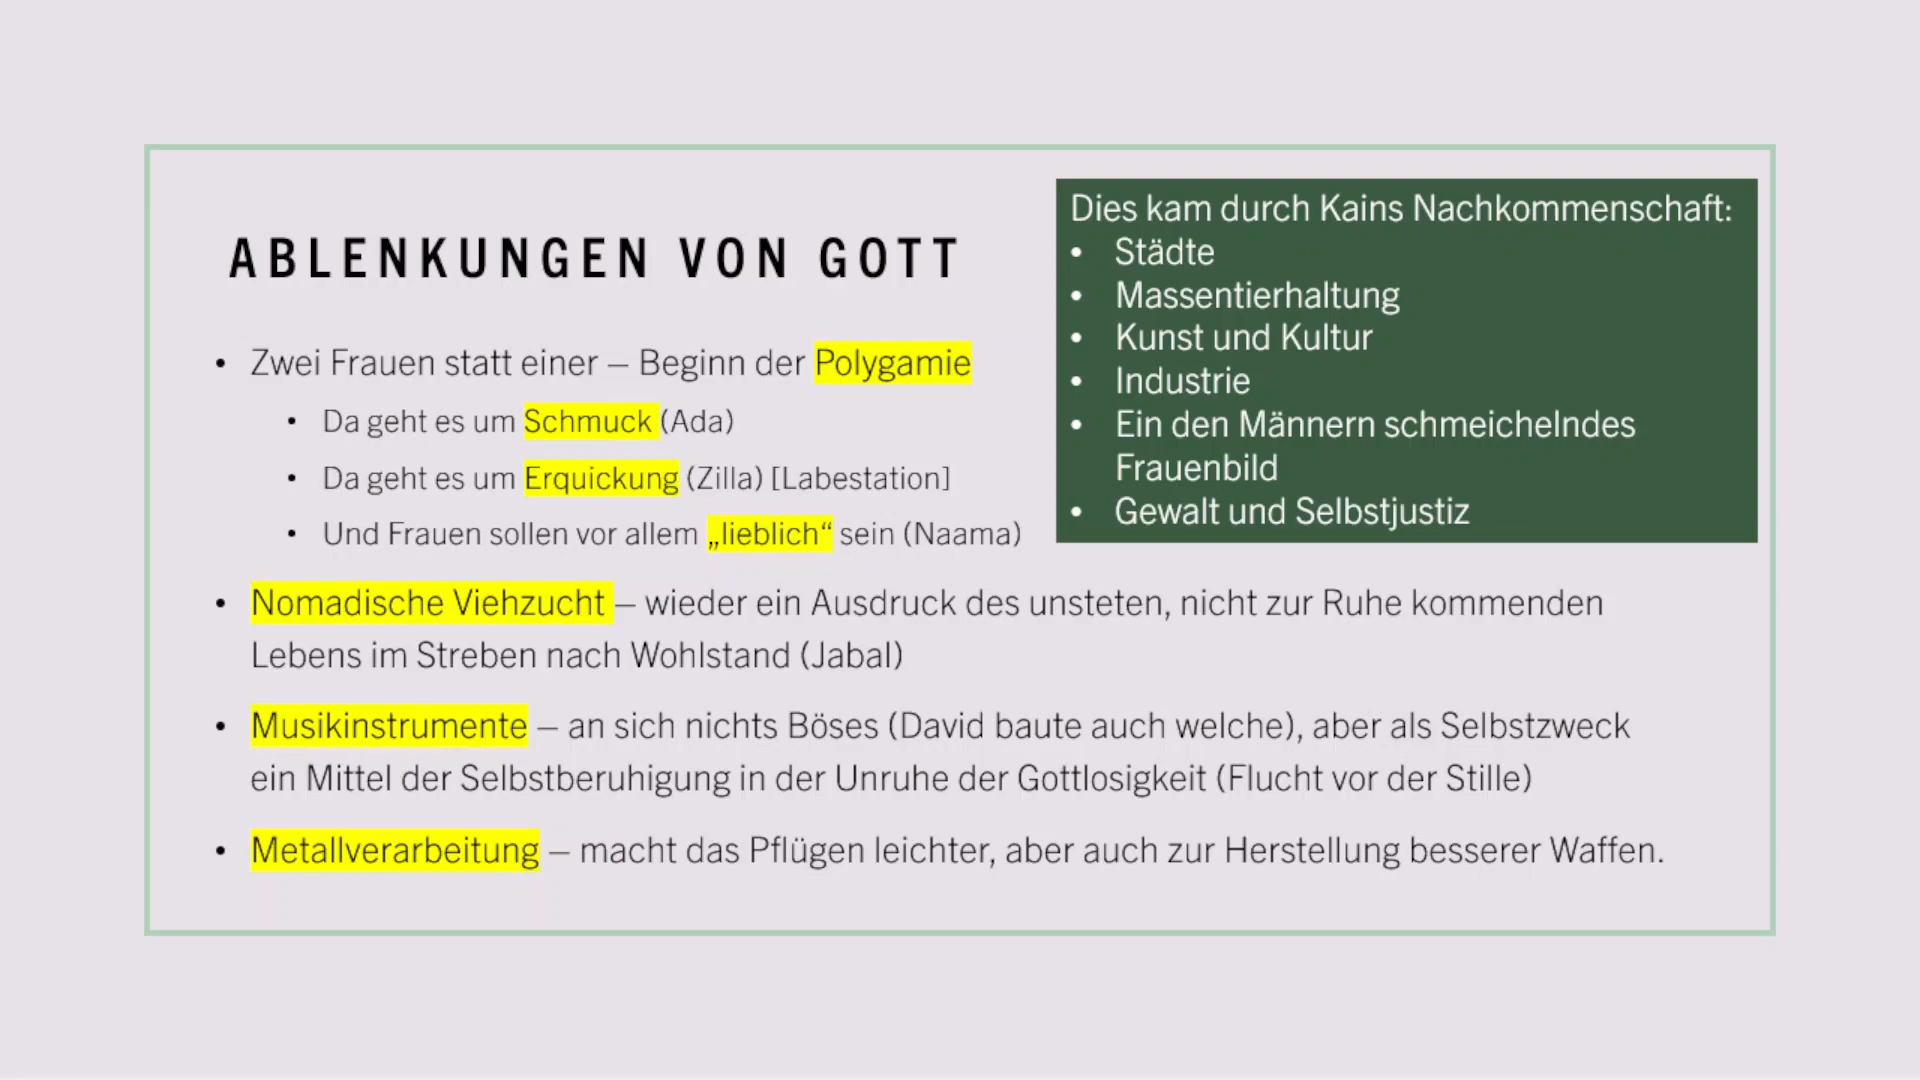 ABLENKUNGEN VON GOTT
• Zwei Frauen statt einer – Beginn der Polygamie
• Da geht es um Schmuck (Ada)
• Da geht es um Erquickung (Zilla) [Labestation]
• Und Frauen sollen vor allem „lieblich“ sein (Naama)
Dies kam durch Kains Nachkommenschaft:
• Städte
• Massentierhaltung
• Kunst und Kultur
• Industrie
• Ein den Männern schmeichelndes
Frauenbild
• Gewalt und Selbstjustiz
• Nomadische Viehzucht – wieder ein Ausdruck des unsteten, nicht zur Ruhe kommenden
Lebens im Streben nach Wohlstand (Jabal)
• Musikinstrumente – an sich nichts Böses (David baute auch welche), aber als Selbstzweck
ein Mittel der Selbstberuhigung in der Unruhe der Gottlosigkeit (Flucht vor der Stille)
• Metallverarbeitung – macht das Pflügen leichter, aber auch zur Herstellung besserer Waffen.